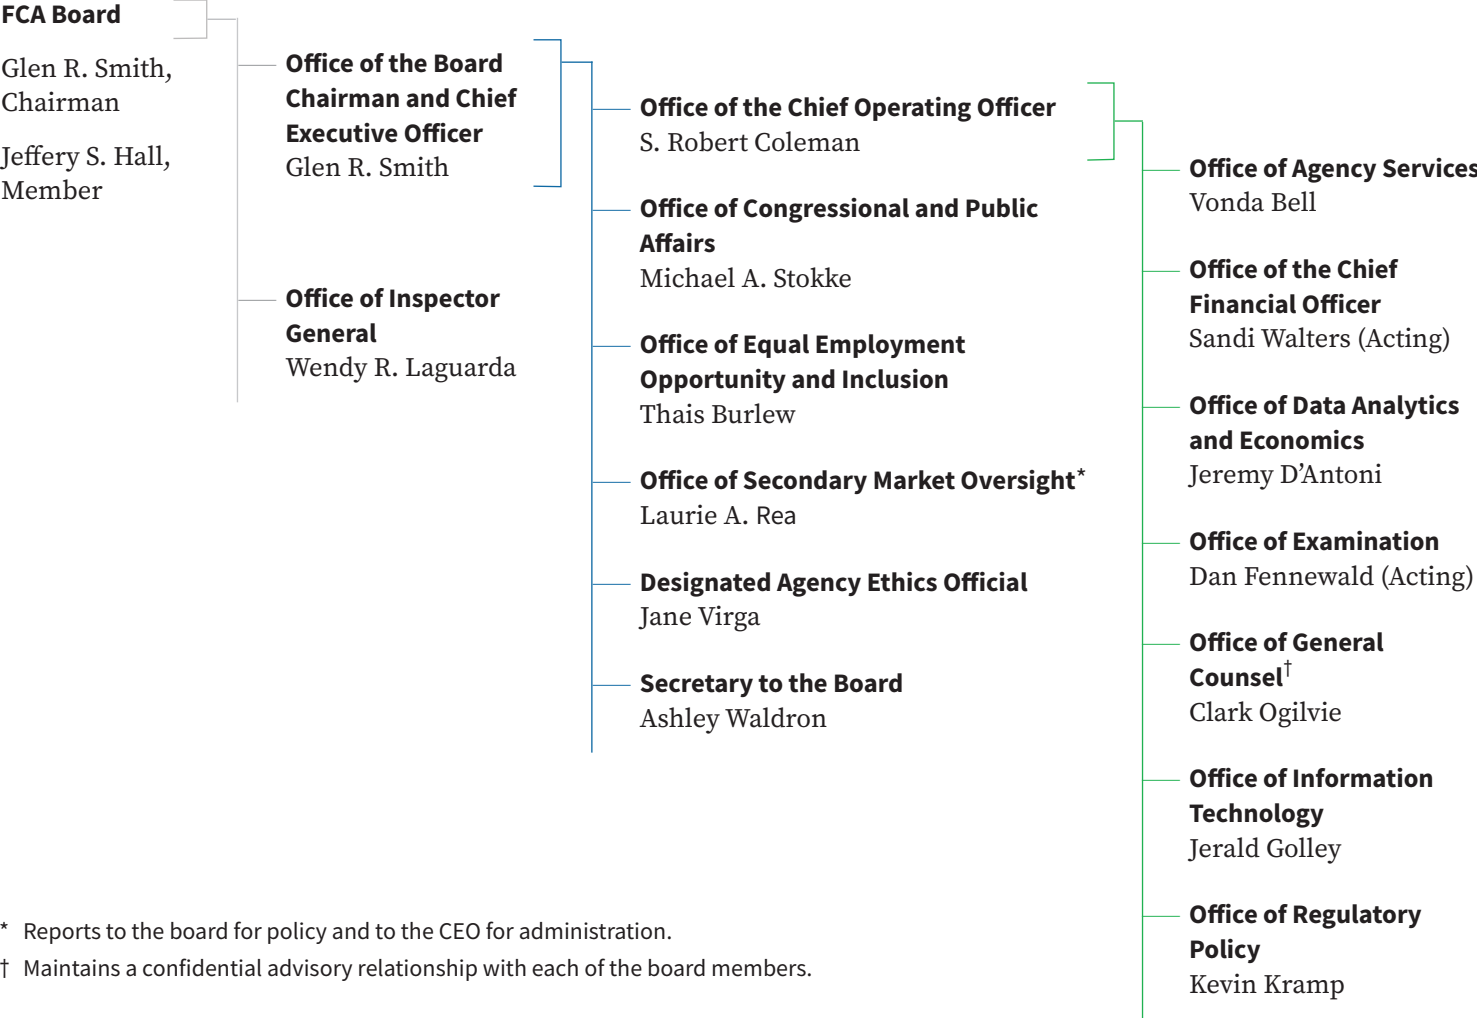 FCA Board
Glen R. Smith,
Chairman
Jeffery S. Hall,
Member
Office of the Board
Chairman and Chief
Executive Officer
Glen R. Smith
Office of Inspector
General
Wendy R. Laguarda
Office of the Chief Operating Officer
S. Robert Coleman
Office of Congressional and Public
Affairs
Michael A. Stokke
Office of Equal Employment
Opportunity and Inclusion
Thais Burlew
Office of Secondary Market Oversight*
Laurie A. Rea
Designated Agency Ethics Official
Jane Virga
Secretary to the Board
Ashley Waldron
Office of Agency Services
Vonda Bell
Office of the Chief
Financial Officer
Sandi Walters (Acting)
Office of Data Analytics
and Economics
Jeremy D’Antoni
Office of Examination
Dan Fennewald (Acting)
Office of General
Counsel†
Clark Ogilvie
Office of Information
Technology
Jerald Golley
Office of Regulatory
Policy
Kevin Kramp
* Reports to the board for policy and to the CEO for administration.
† Maintains a confidential advisory relationship with each of the board members.